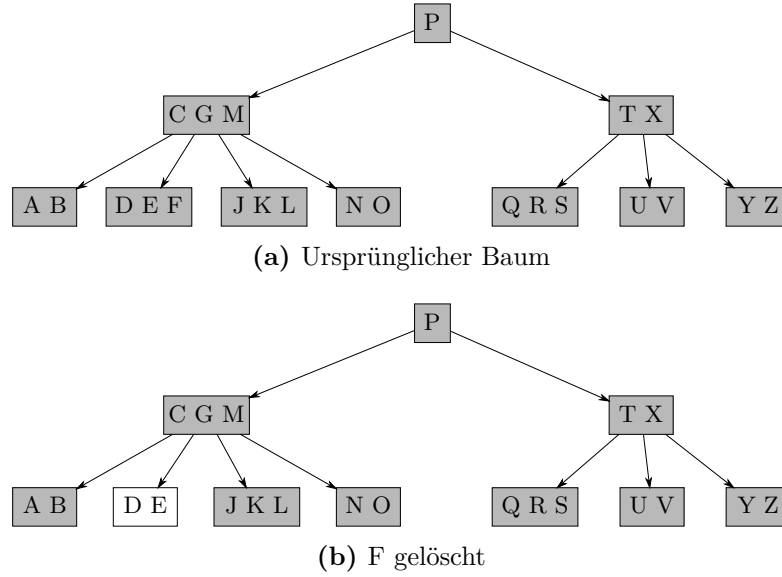 P
C G M T X
A B D E F J K L N O Q R S U V Y Z
(a) Ursprünglicher Baum
P
C G M T X
A B D E J K L N O Q R S U V Y Z
(b) F gelöscht